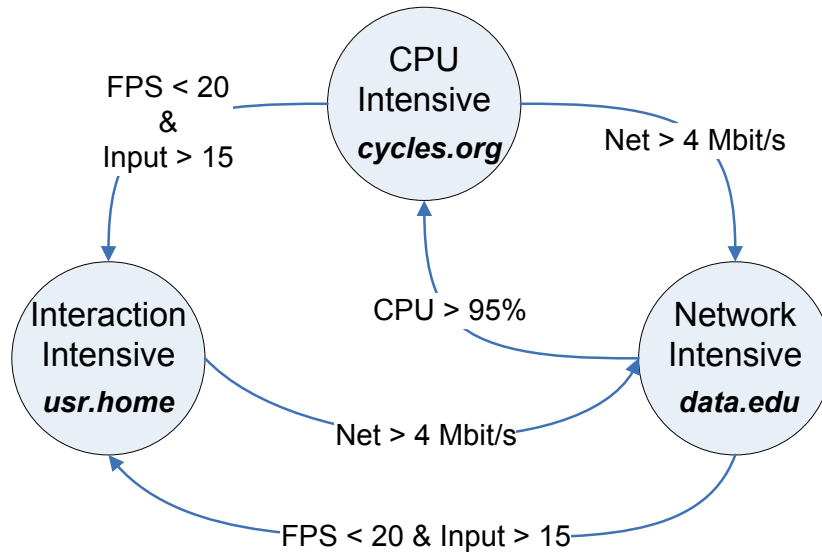 CPU
Intensive
cycles.org
FPS < 20
&
Input > 15
Net > 4 Mbit/s
CPU > 95%
Interaction
Intensive
usr.home
Network
Intensive
data.edu
Net > 4 Mbit/s
FPS < 20 & Input > 15